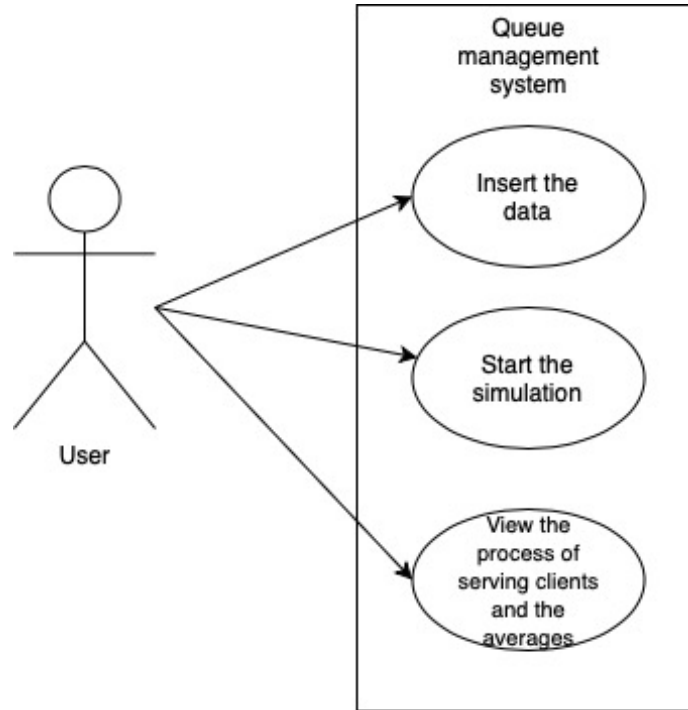 Queue
management
system
Insert the
data
Start the
simulation
User
View the
process of
serving clients
and the
averages